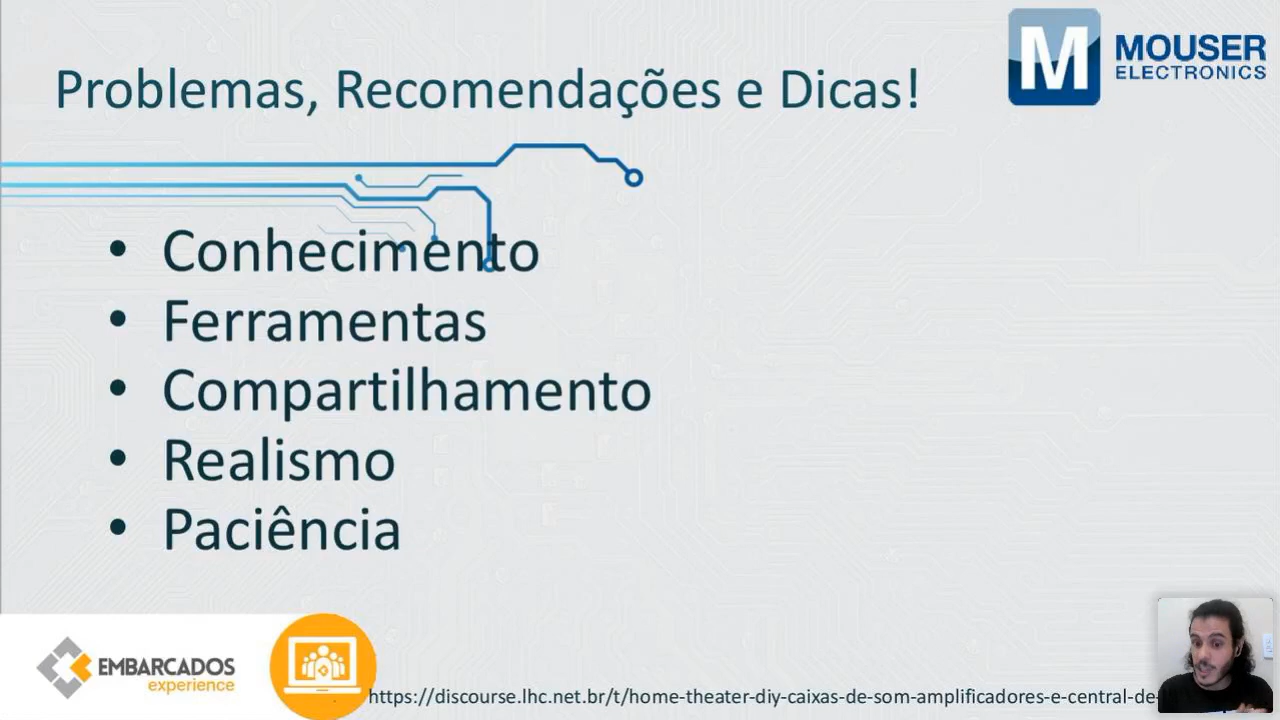 Problemas, Recomendações e Dicas!
M MOUSER
ELECTRONICS
• Conhecimento
• Ferramentas
• Compartilhamento
• Realismo
• Paciência
EMBARCADOS
experience
https://discourse.lhc.net.br/t/home-theater-diy-caixas-de-som-amplificadores-e-central-de-